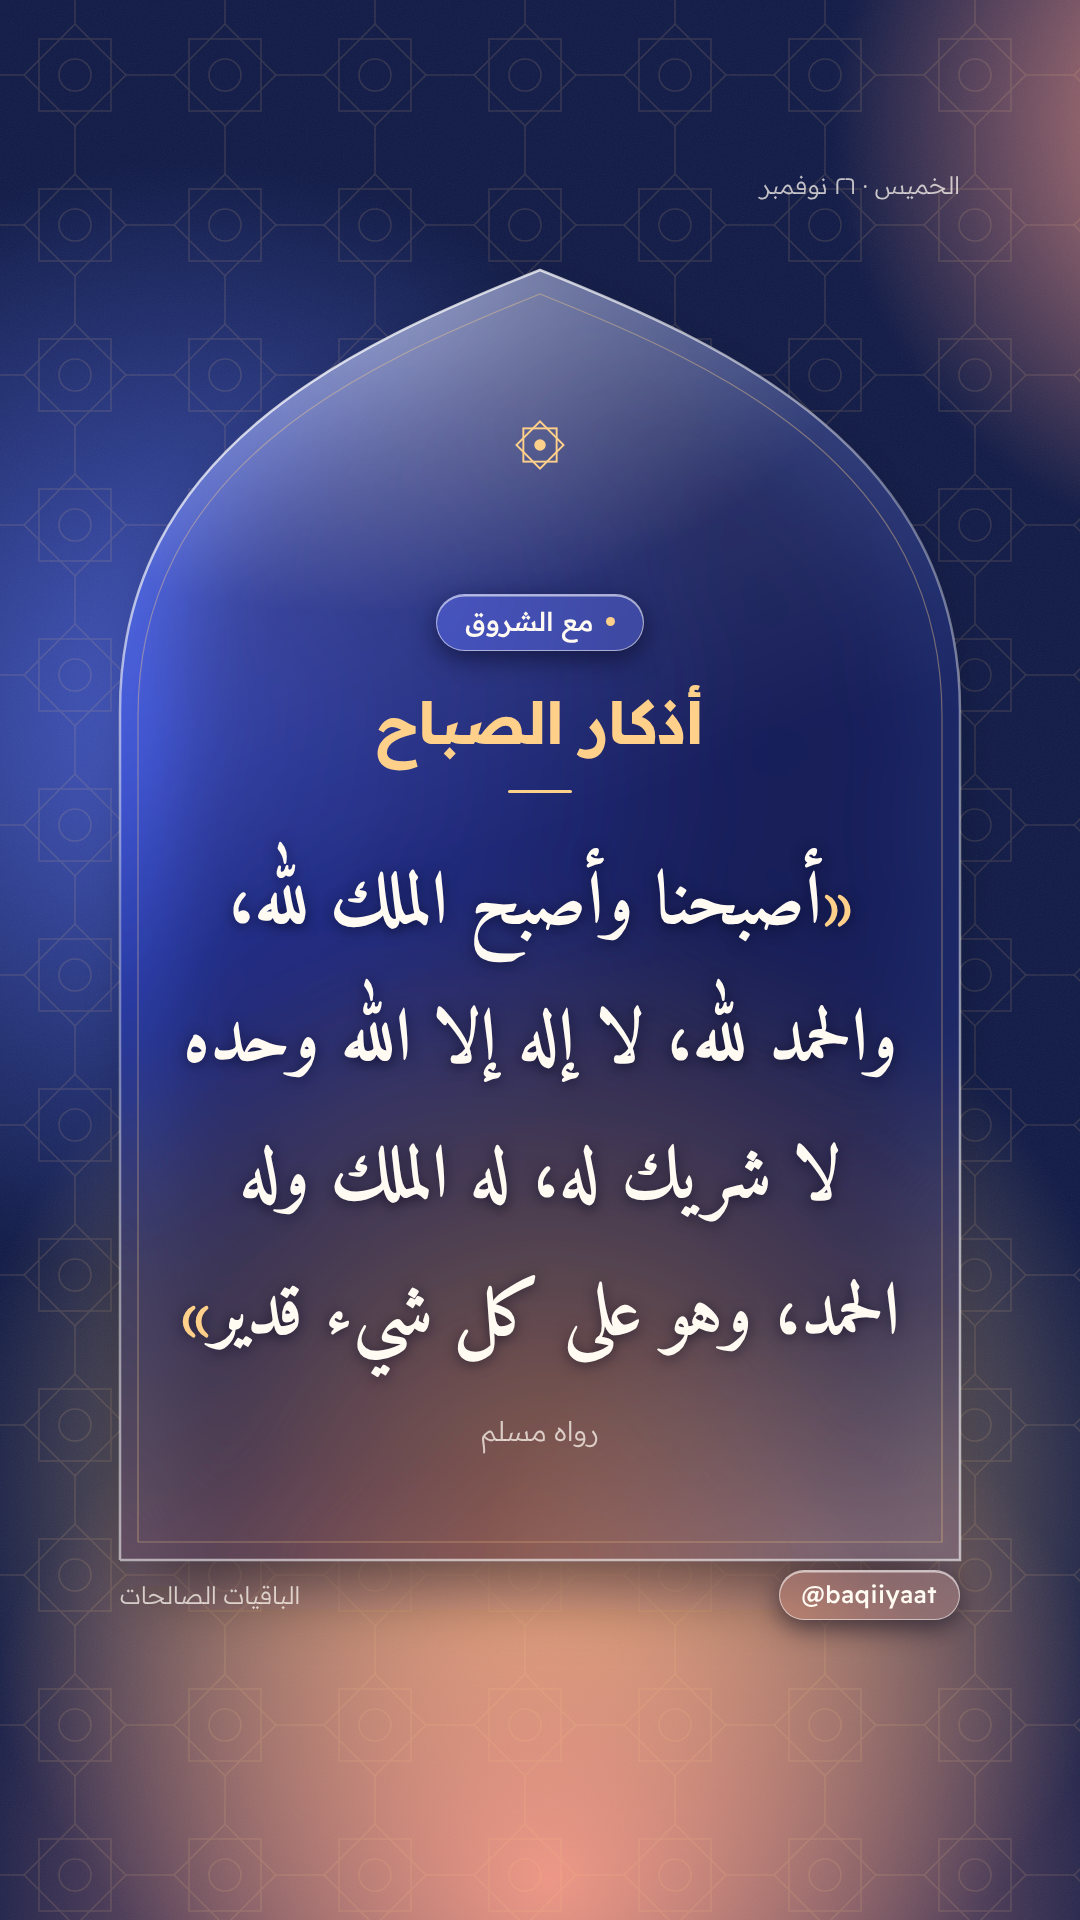 الخميس · ٢٦ نوفمبر
مع الشروق
أذكار الصباح
«أصبحنا وأصبح الملك لله،
والحمد لله، لا إله إلا الله وحده
لا شريك له، له الملك وله
الحمد، وهو على كل شيء قدير»
رواه مسلم
@baqiiyaat
الباقيات الصالحات